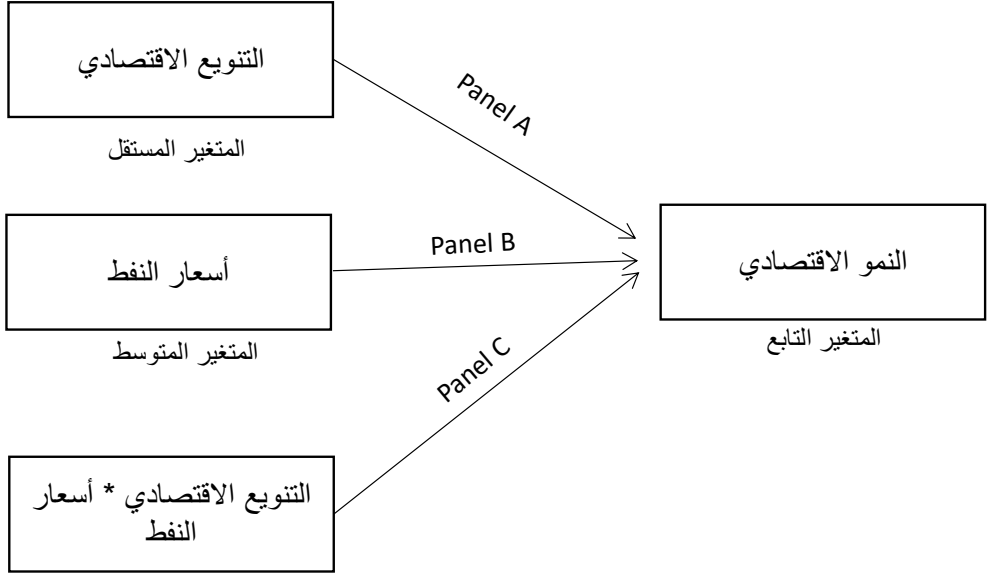 التنويع الاقتصادي
المتغير المستقل
Panel A
أسعار النفط
المتغير المتوسط
Panel B
النمو الاقتصادي
المتغير التابع
Panel C
التنويع الاقتصادي * أسعار
النفط